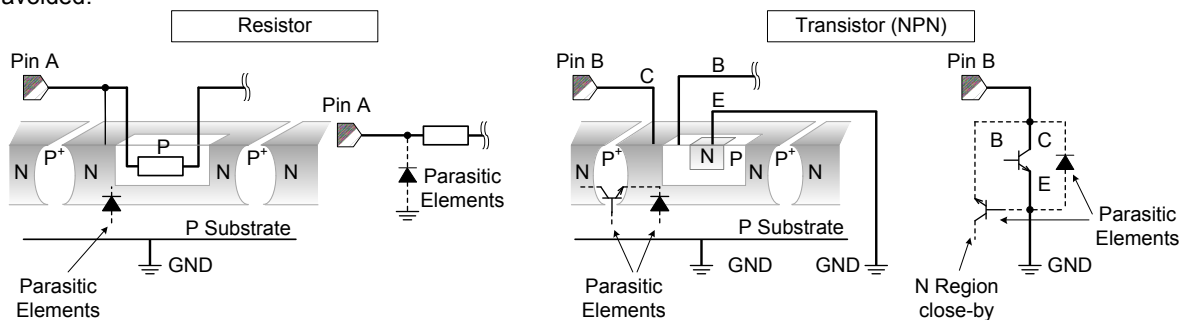 avoided.
Resistor
Transistor (NPN)
Pin A
Pin A
N
P+
N
P
N
P+
N
Parasitic
Elements
P Substrate
GND
Parasitic
Elements
Pin B
C
B
E
N
P+
N
N
P
N
P+
N
P Substrate
GND
GND
Parasitic
Elements
Pin B
B
C
E
Parasitic
Elements
GND
N Region
close-by